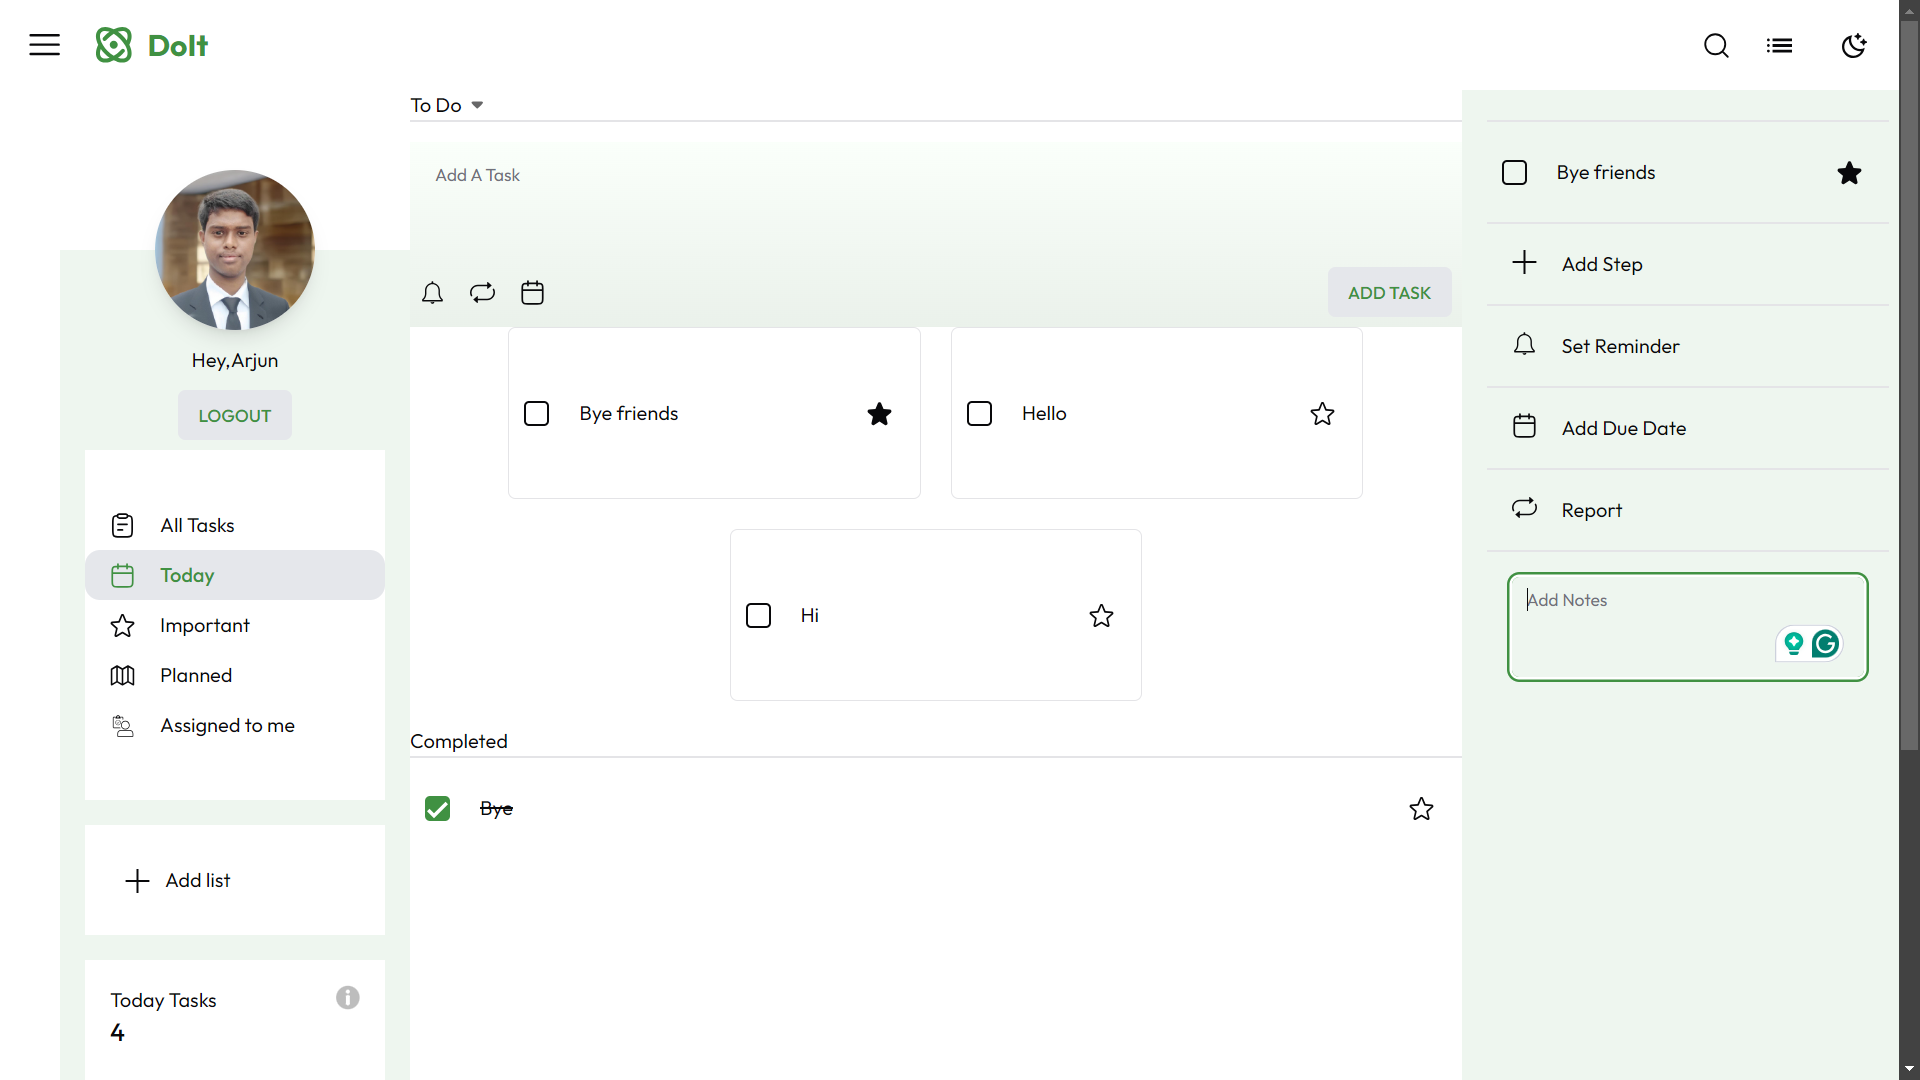 DoIt
To Do
Add A Task
ADD TASK
Hey,Arjun
LOGOUT
All Tasks
Today
Important
Planned
Assigned to me
Add list
Today Tasks
4
Bye friends
Hello
Hi
Completed
Bye
Bye friends
Add Step
Set Reminder
Add Due Date
Report
Add Notes